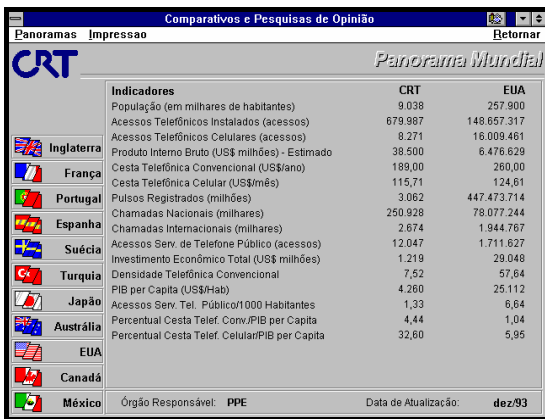 Comparativos e Pesquisas de Opinião
Panoramas Impressao Retornar
CRT Panorama Mundial
Indicadores CRT EUA
População (em milhares de habitantes) 9.038 257.900
Acessos Telefônicos Instalados (acessos) 679.987 148.657.317
Acessos Telefônicos Celulares (acessos) 8.271 16.009.461
Produto Interno Bruto (US$ milhões) - Estimado 38.500 6.476.629
Cesta Telefônica Convencional (US$/ano) 189,00 260,00
Cesta Telefônica Celular (US$/mês) 115,71 124,61
Pulsos Registrados (milhões) 3.062 447.473.714
Chamadas Nacionais (milhares) 250.928 78.077.244
Chamadas Internacionais (milhares) 2.674 1.944.767
Acessos Serv. de Telefone Público (acessos) 12.047 1.711.627
Investimento Econômico Total (US$ milhões) 1.219 29.048
Densidade Telefônica Convencional 7,52 57,64
PIB per Capita (US$/Hab) 4.260 25.112
Acessos Serv. Tel. Público/1000 Habitantes 1,33 6,64
Percentual Cesta Telef. Conv./PIB per Capita 4,44 1,04
Percentual Cesta Telef. Celular/PIB per Capita 32,60 5,95
Inglaterra
França
Portugal
Espanha
Suécia
Turquia
Japão
Austrália
EUA
Canadá
México
Órgão Responsável: PPE Data de Atualização: dez/93